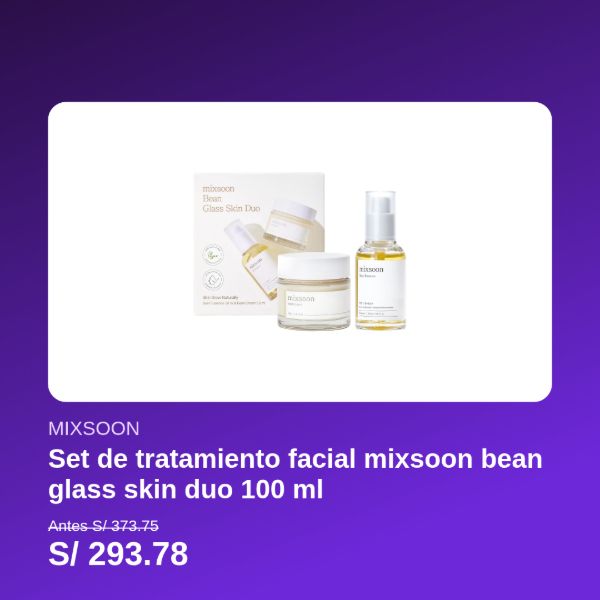 mixsoon
Bean
Glass Skin Duo
mixsoon
mixsoon
MIXSOON
Set de tratamiento facial mixsoon bean
glass skin duo 100 ml
Antes S/ 373.75
S/ 293.78